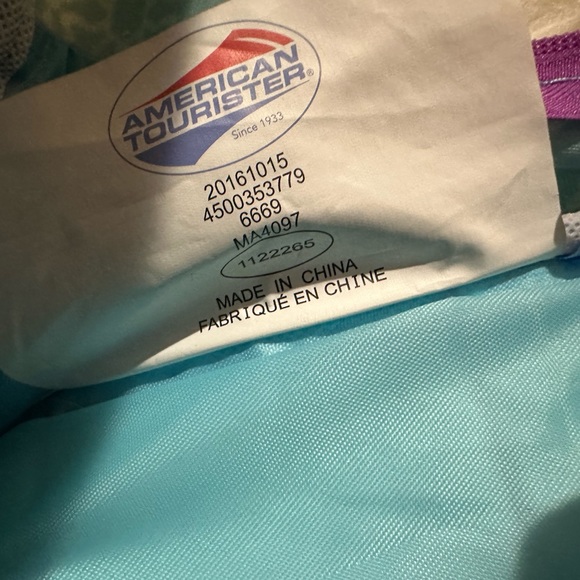 AMERICAN
TOURISTER®
Since 1933
20161015
4500353779
6669
MA4097
1122265
MADE IN CHINA
FABRIQUÉ EN CHINE